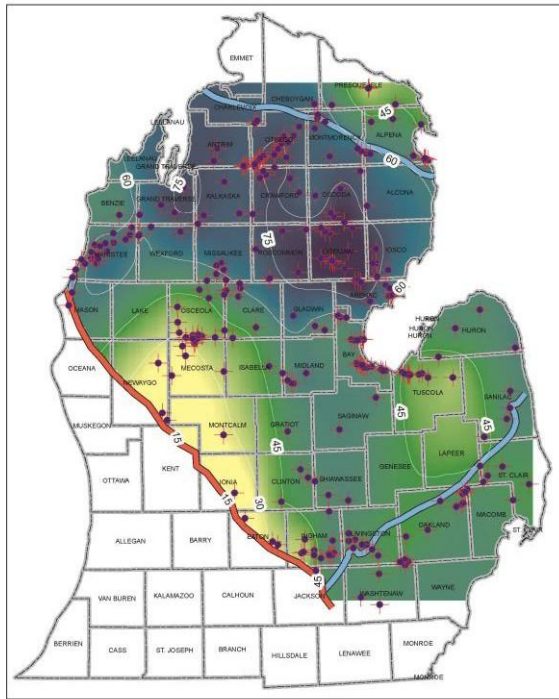 EMMET
PRESQUE ISLE
CHEBOYGAN
CHARLEVOIX
45
LEELANAU
ANTRIM
OTSEGO
MONTMORENCY
ALPENA
60
LEELANAU
GRAND TRAVERSE
60
75
BENZIE
GRAND TRAVERSE
KALKASKA
CRAWFORD
OSCODA
ALCONA
75
MANISTEE
WEXFORD
MISSAUKEE
ROSCOMMON
OGEMAW
IOSCO
ARENAC
60
MASON
LAKE
OSCEOLA
CLARE
GLADWIN
HURON
HURON
HURON
HURON
OCEANA
NEWAYGO
MECOSTA
ISABELLA
MIDLAND
BAY
TUSCOLA
SANILAC
45
45
MUSKEGON
15
MONTCALM
GRATIOT
45
SAGINAW
KENT
GENESEE
LAPEER
OTTAWA
15
IONIA
30
CLINTON
SHIAWASSEE
ST. CLAIR
MACOMB
ALLEGAN
BARRY
EATON
INGHAM
LIVINGSTON
OAKLAND
ST. CLAIR
45
VAN BUREN
KALAMAZOO
CALHOUN
JACKSON
WASHTENAW
WAYNE
BERRIEN
CASS
ST. JOSEPH
BRANCH
HILLSDALE
LENAWEE
MONROE
MONROE